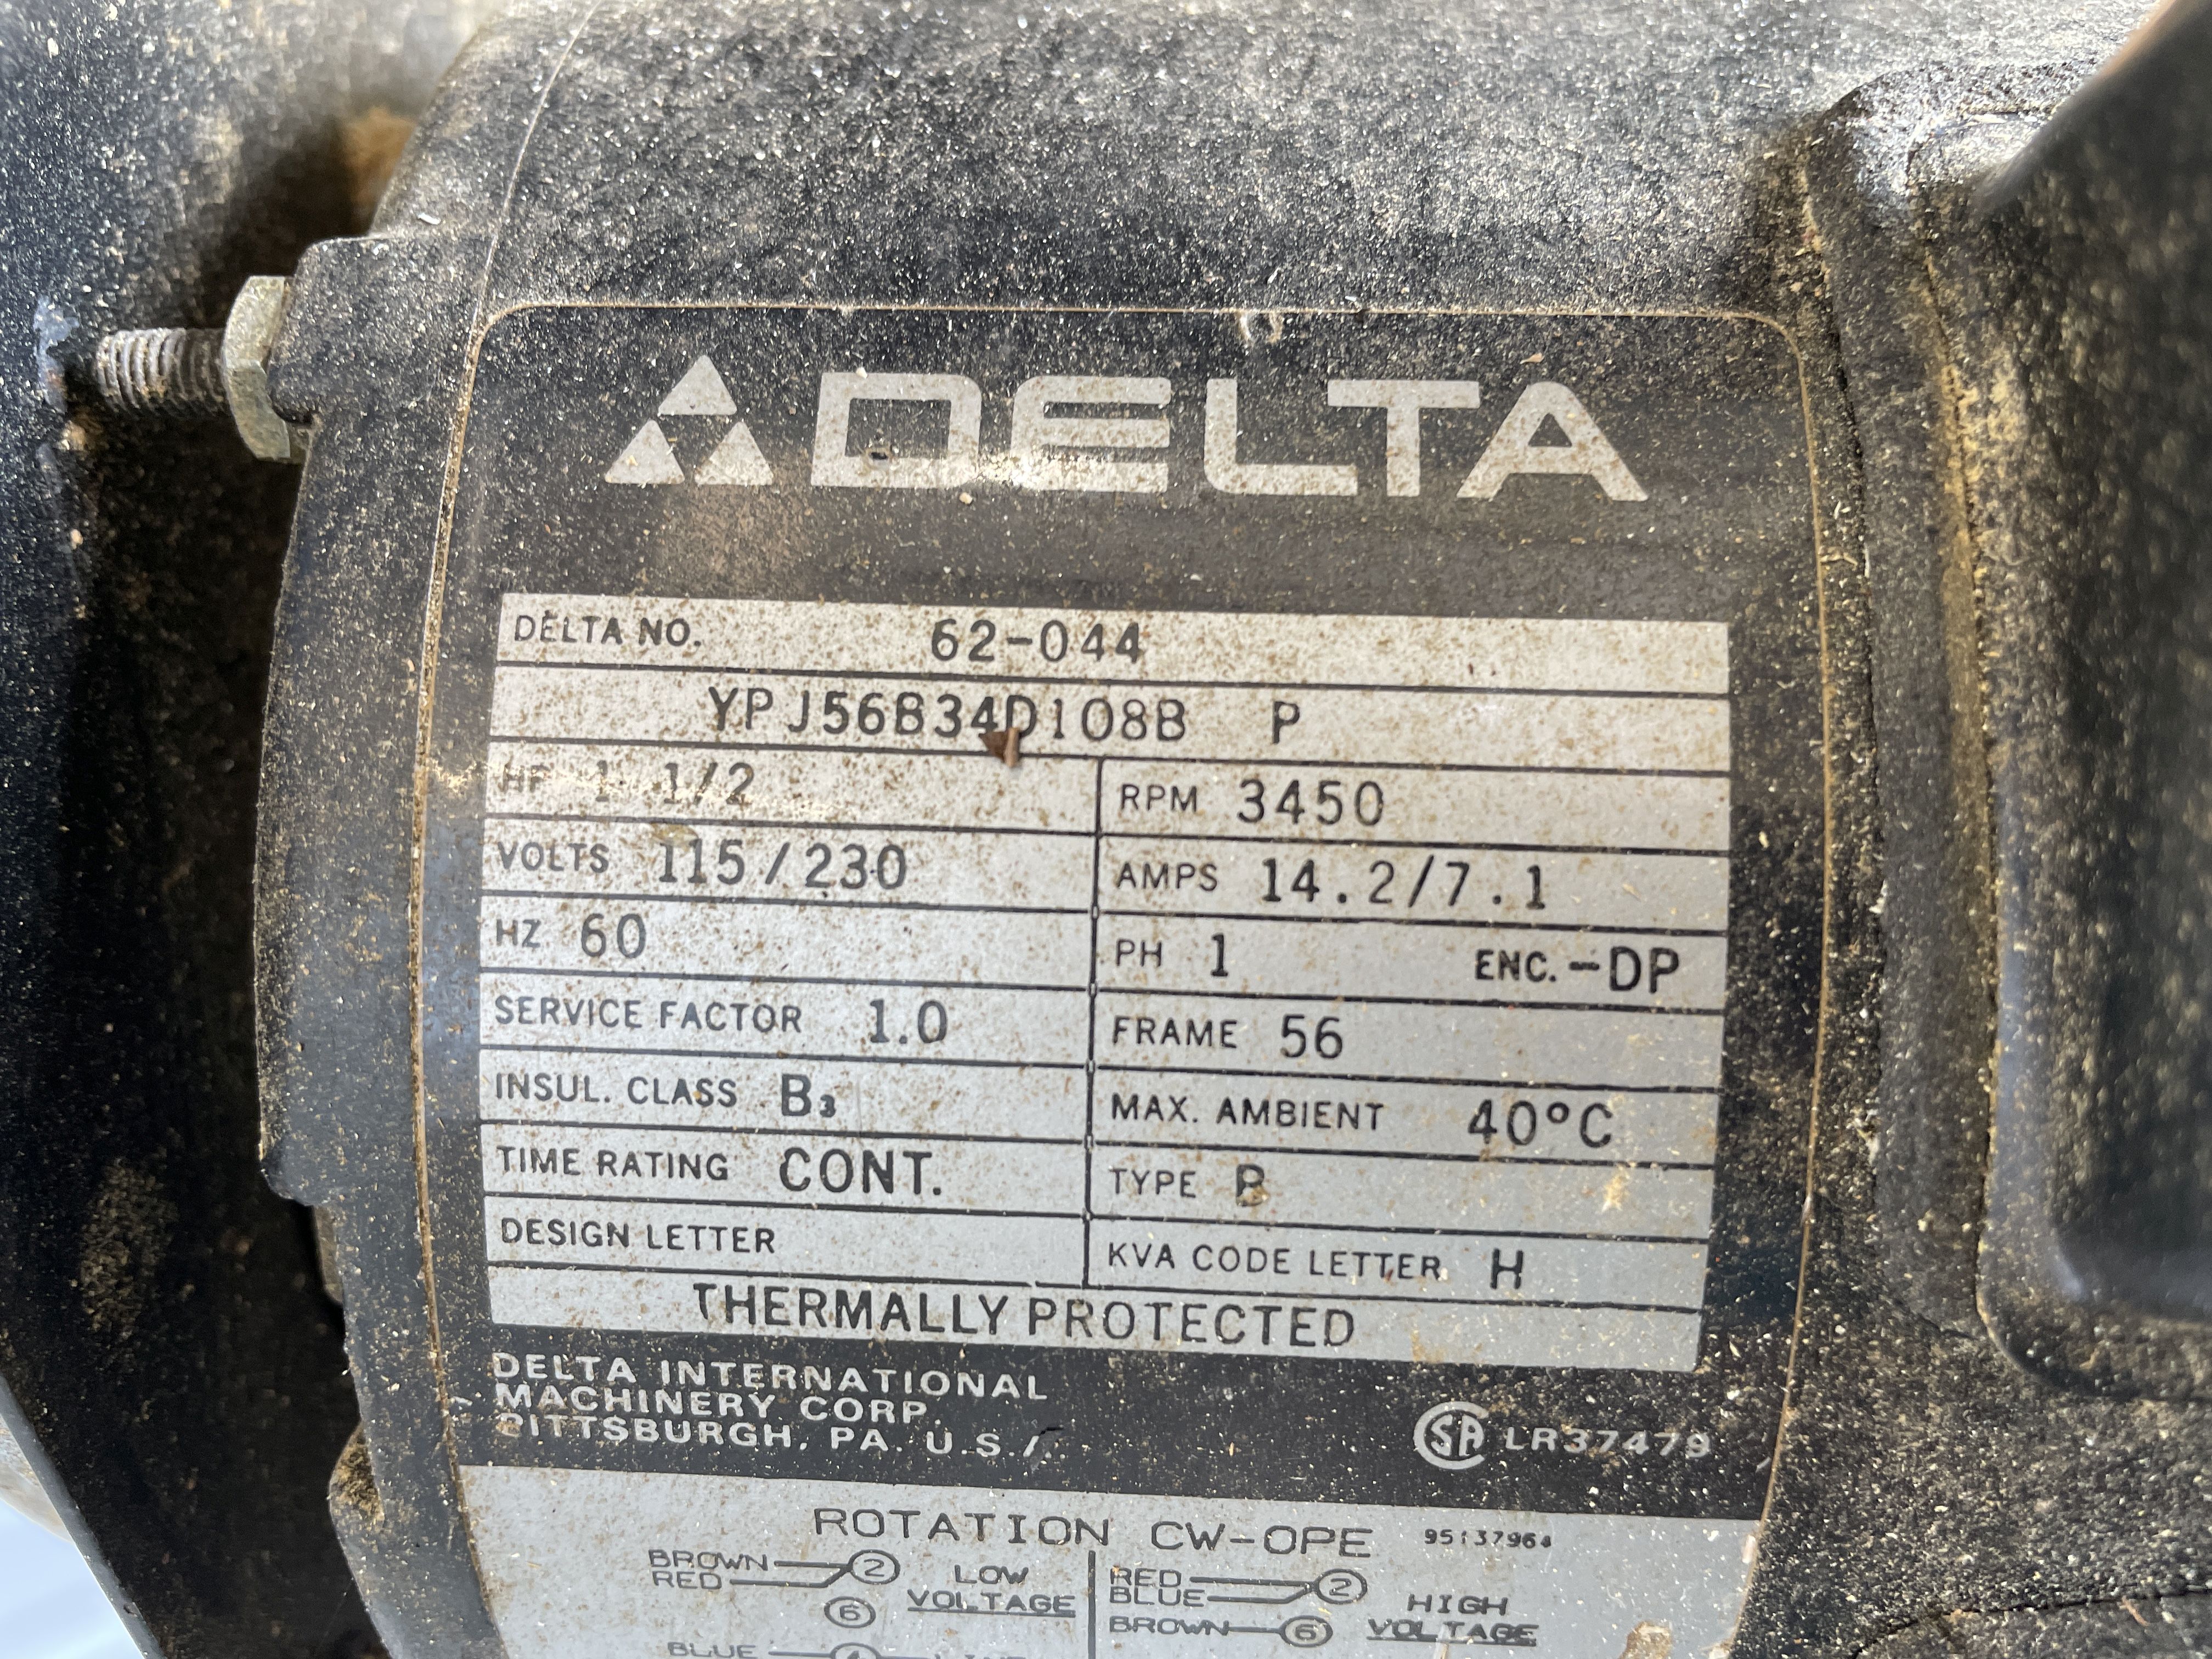 DELTA
DELTA NO. 62-044
YPJ56B34D108B P
HP 1 1/2 RPM 3450
VOLTS 115/230 AMPS 14.2/7.1
HZ 60 PH 1 ENC.-DP
SERVICE FACTOR 1.0 FRAME 56
INSUL. CLASS B3 MAX. AMBIENT 40°C
TIME RATING CONT. TYPE P
DESIGN LETTER KVA CODE LETTER H
THERMALLY PROTECTED
DELTA INTERNATIONAL
MACHINERY CORP.
PITTSBURGH, PA. U.S.A.
SA LR37479
ROTATION CW-OPE
BROWN 2 LOW
RED
6 VOLTAGE
RED 2 HIGH
BLUE
BROWN 6 VOLTAGE
BLUE